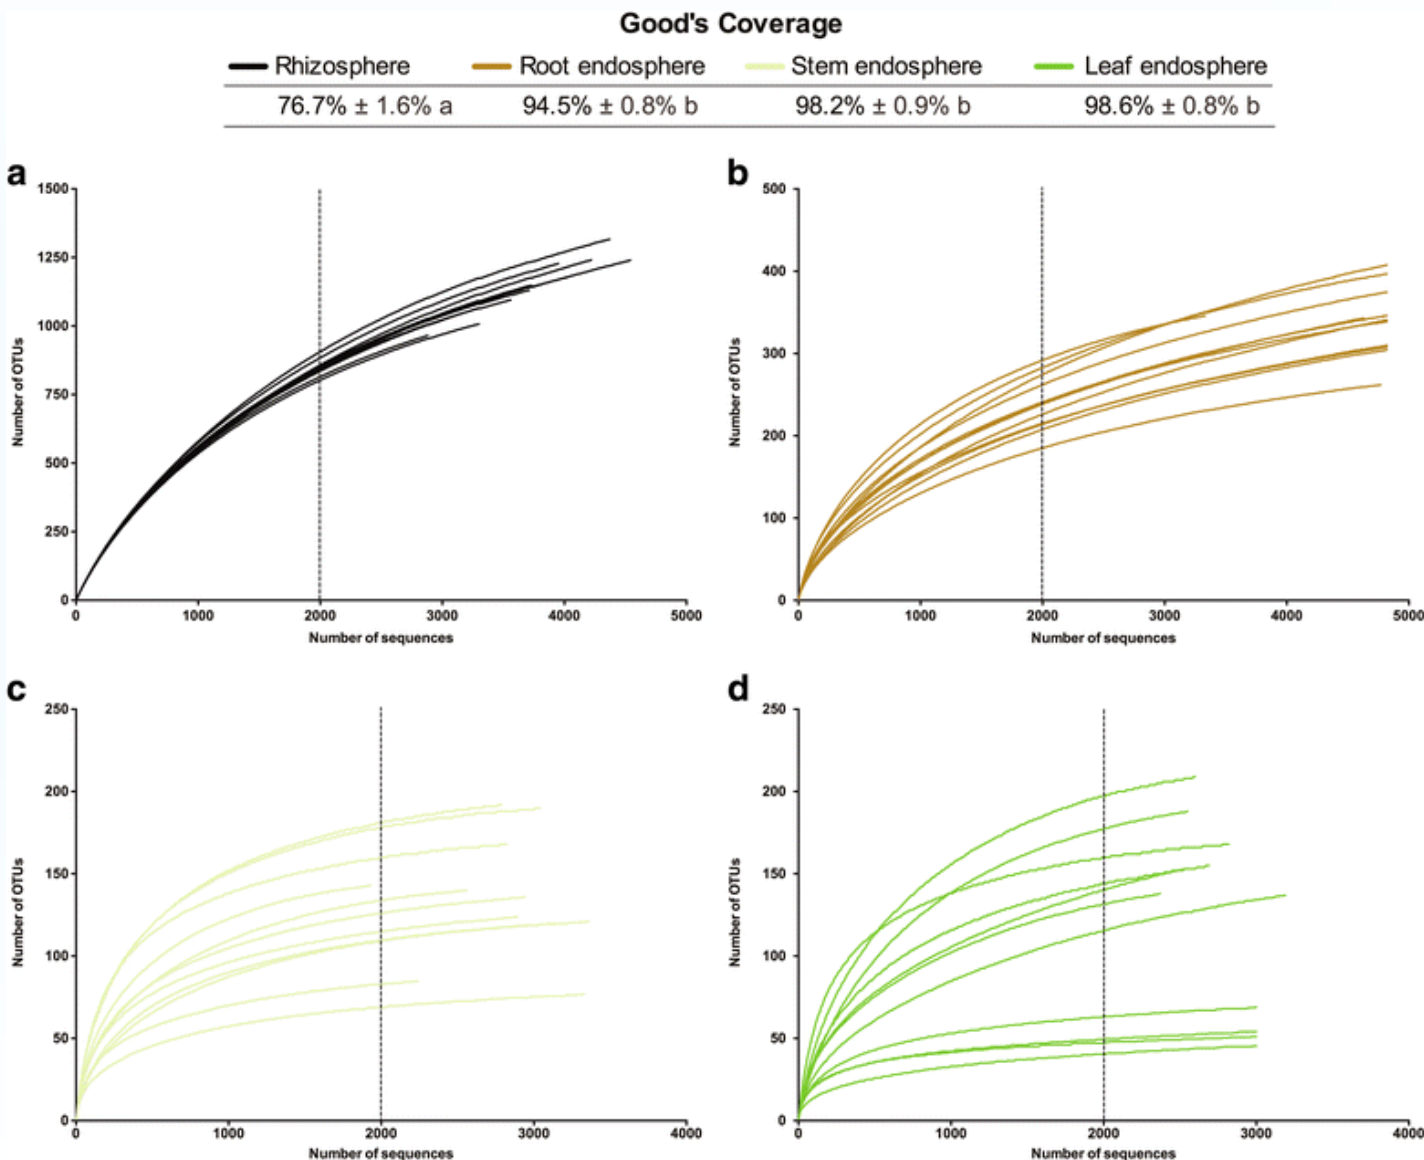 Good's Coverage
Rhizosphere Root endosphere Stem endosphere Leaf endosphere
76.7% ± 1.6% a 94.5% ± 0.8% b 98.2% ± 0.9% b 98.6% ± 0.8% b
a
1500
1250
1000
750
500
250
0
Number of OTUs
0 1000 2000 3000 4000 5000
Number of sequences
b
500
400
300
200
100
0
Number of OTUs
0 1000 2000 3000 4000 5000
Number of sequences
c
250
200
150
100
50
0
Number of OTUs
0 1000 2000 3000 4000
Number of sequences
d
250
200
150
100
50
0
Number of OTUs
0 1000 2000 3000 4000
Number of sequences